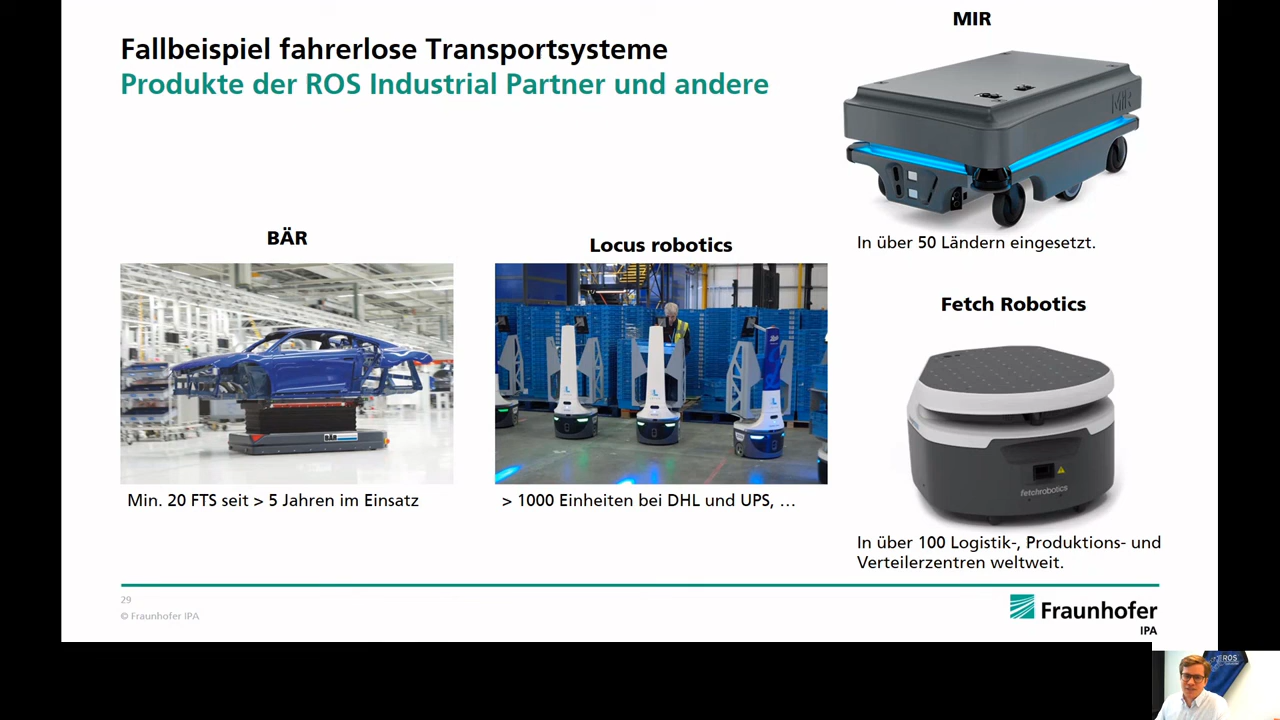 Fallbeispiel fahrerlose Transportsysteme
Produkte der ROS Industrial Partner und andere
MIR
MiR
In über 50 Ländern eingesetzt.
BÄR
Min. 20 FTS seit > 5 Jahren im Einsatz
Locus robotics
> 1000 Einheiten bei DHL und UPS, …
Fetch Robotics
fetchrobotics
In über 100 Logistik-, Produktions- und
Verteilerzentren weltweit.
29
© Fraunhofer IPA
Fraunhofer
IPA
ROS